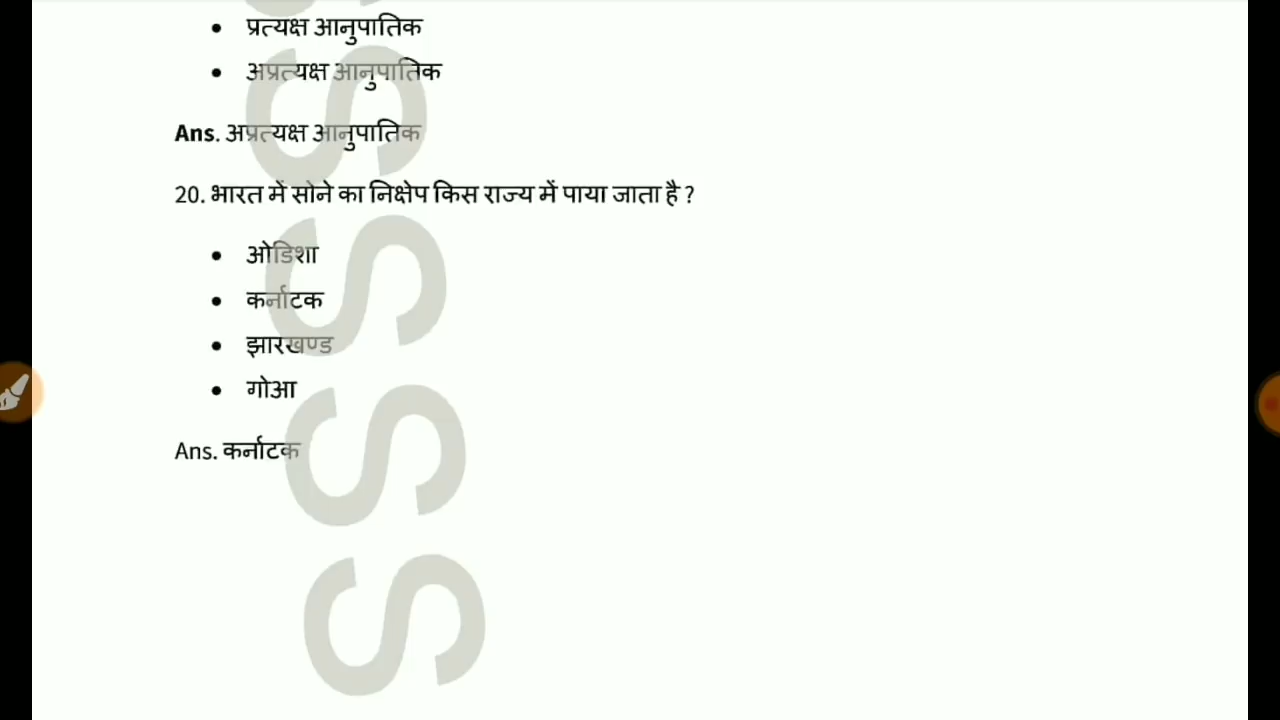 • प्रत्यक्ष आनुपातिक
• अप्रत्यक्ष आनुपातिक
Ans. अप्रत्यक्ष आनुपातिक
20. भारत में सोने का निक्षेप किस राज्य में पाया जाता है ?
• ओडिशा
• कर्नाटक
• झारखण्ड
• गोआ
Ans. कर्नाटक
S
S
S
S